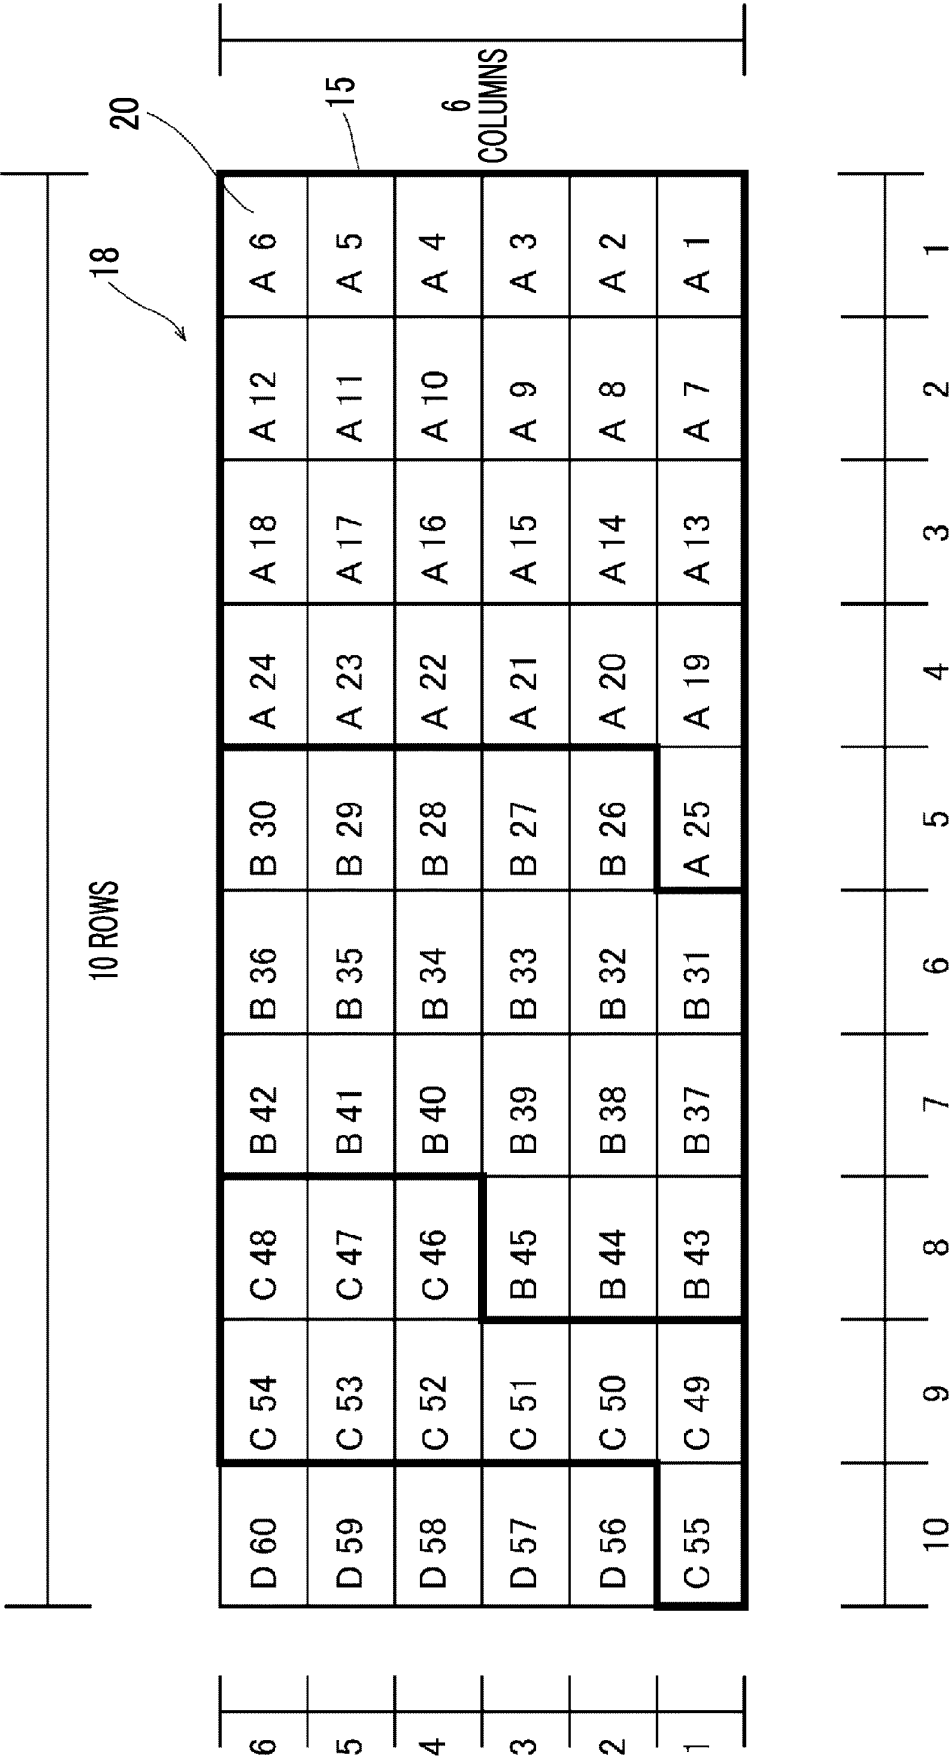 10 ROWS
18
20
6 D 60 C 54 C 48 B 42 B 36 B 30 A 24 A 18 A 12 A 6
15
5 D 59 C 53 C 47 B 41 B 35 B 29 A 23 A 17 A 11 A 5
4 D 58 C 52 C 46 B 40 B 34 B 28 A 22 A 16 A 10 A 4
6
COLUMNS
3 D 57 C 51 B 45 B 39 B 33 B 27 A 21 A 15 A 9 A 3
2 D 56 C 50 B 44 B 38 B 32 B 26 A 20 A 14 A 8 A 2
1 C 55 C 49 B 43 B 37 B 31 A 25 A 19 A 13 A 7 A 1
10 9 8 7 6 5 4 3 2 1